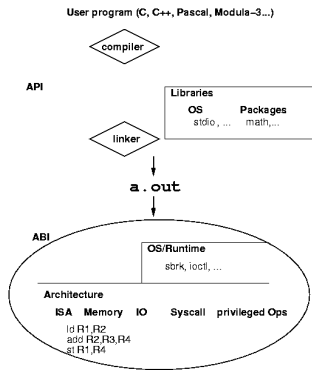 User program (C, C++, Pascal, Modula-3...)
compiler
API
Libraries
OS Packages
stdio, ... math,...
linker
a.out
ABI
OS/Runtime
sbrk, ioctl, ...
Architecture
ISA Memory IO Syscall privileged Ops
ld R1,R2
add R2,R3,R4
st R1,R4